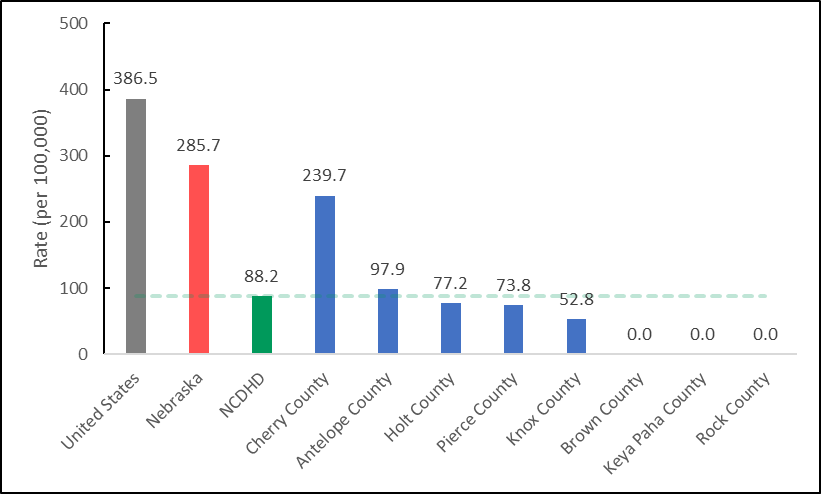 500
400
300
200
100
0
Rate (per 100,000)
386.5
285.7
88.2
239.7
97.9
77.2
73.8
52.8
0.0
0.0
0.0
United States
Nebraska
NCDHD
Cherry County
Antelope County
Holt County
Pierce County
Knox County
Brown County
Keya Paha County
Rock County